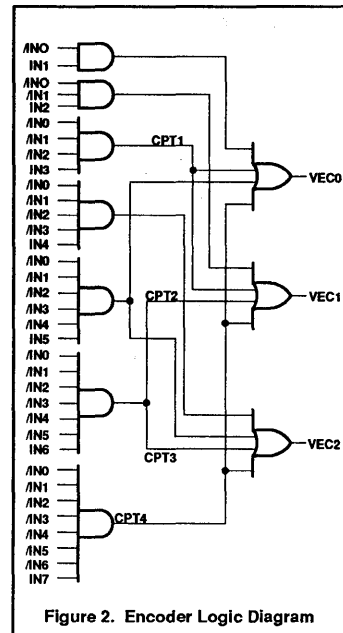 /INO
IN1
/INO
/IN1
IN2
/IN0
/IN1
/IN2
IN3
CPT1
/IN0
/IN1
/IN2
/IN3
IN4
VEC0
/IN0
/IN1
/IN2
/IN3
/IN4
IN5
CPT2
VEC1
/IN0
/IN1
/IN2
/IN3
/IN4
/IN5
IN6
CPT3
VEC2
/IN0
/IN1
/IN2
/IN3
/IN4
/IN5
/IN6
IN7
CPT4
Figure 2. Encoder Logic Diagram